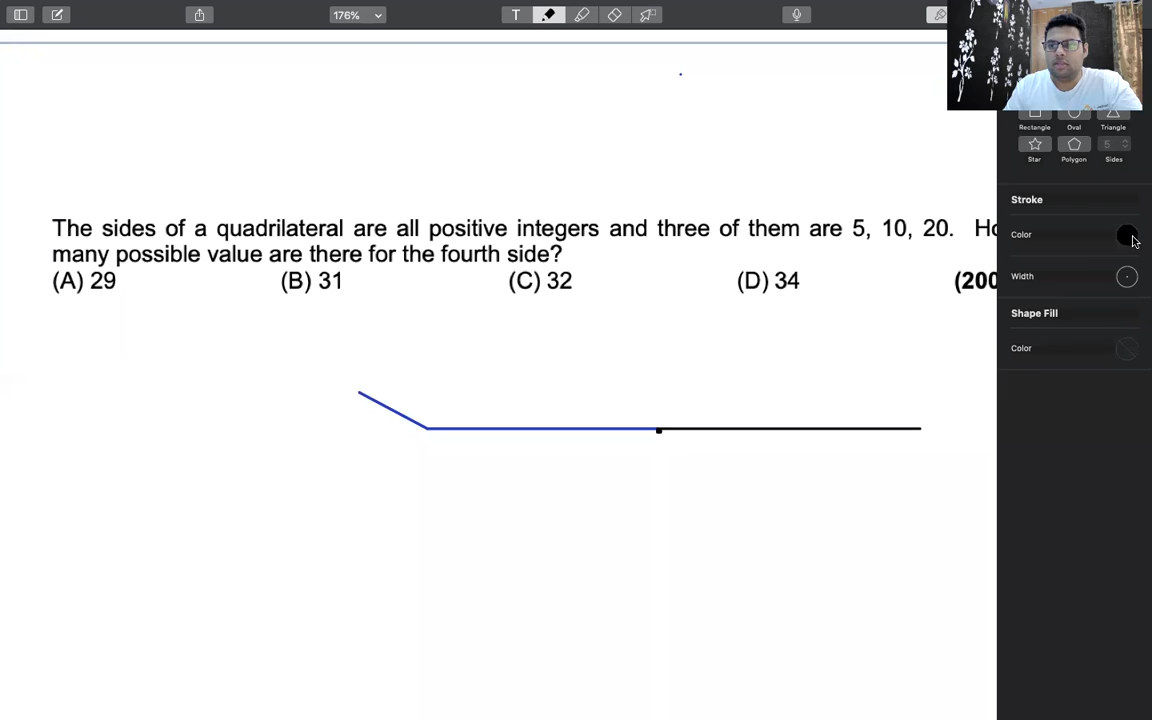 176%
T
Rectangle Oval Triangle
5
Star Polygon Sides
Stroke
The sides of a quadrilateral are all positive integers and three of them are 5, 10, 20.
many possible value are there for the fourth side?
(A) 29 (B) 31 (C) 32 (D) 34 (200
Color
Width
Shape Fill
Color